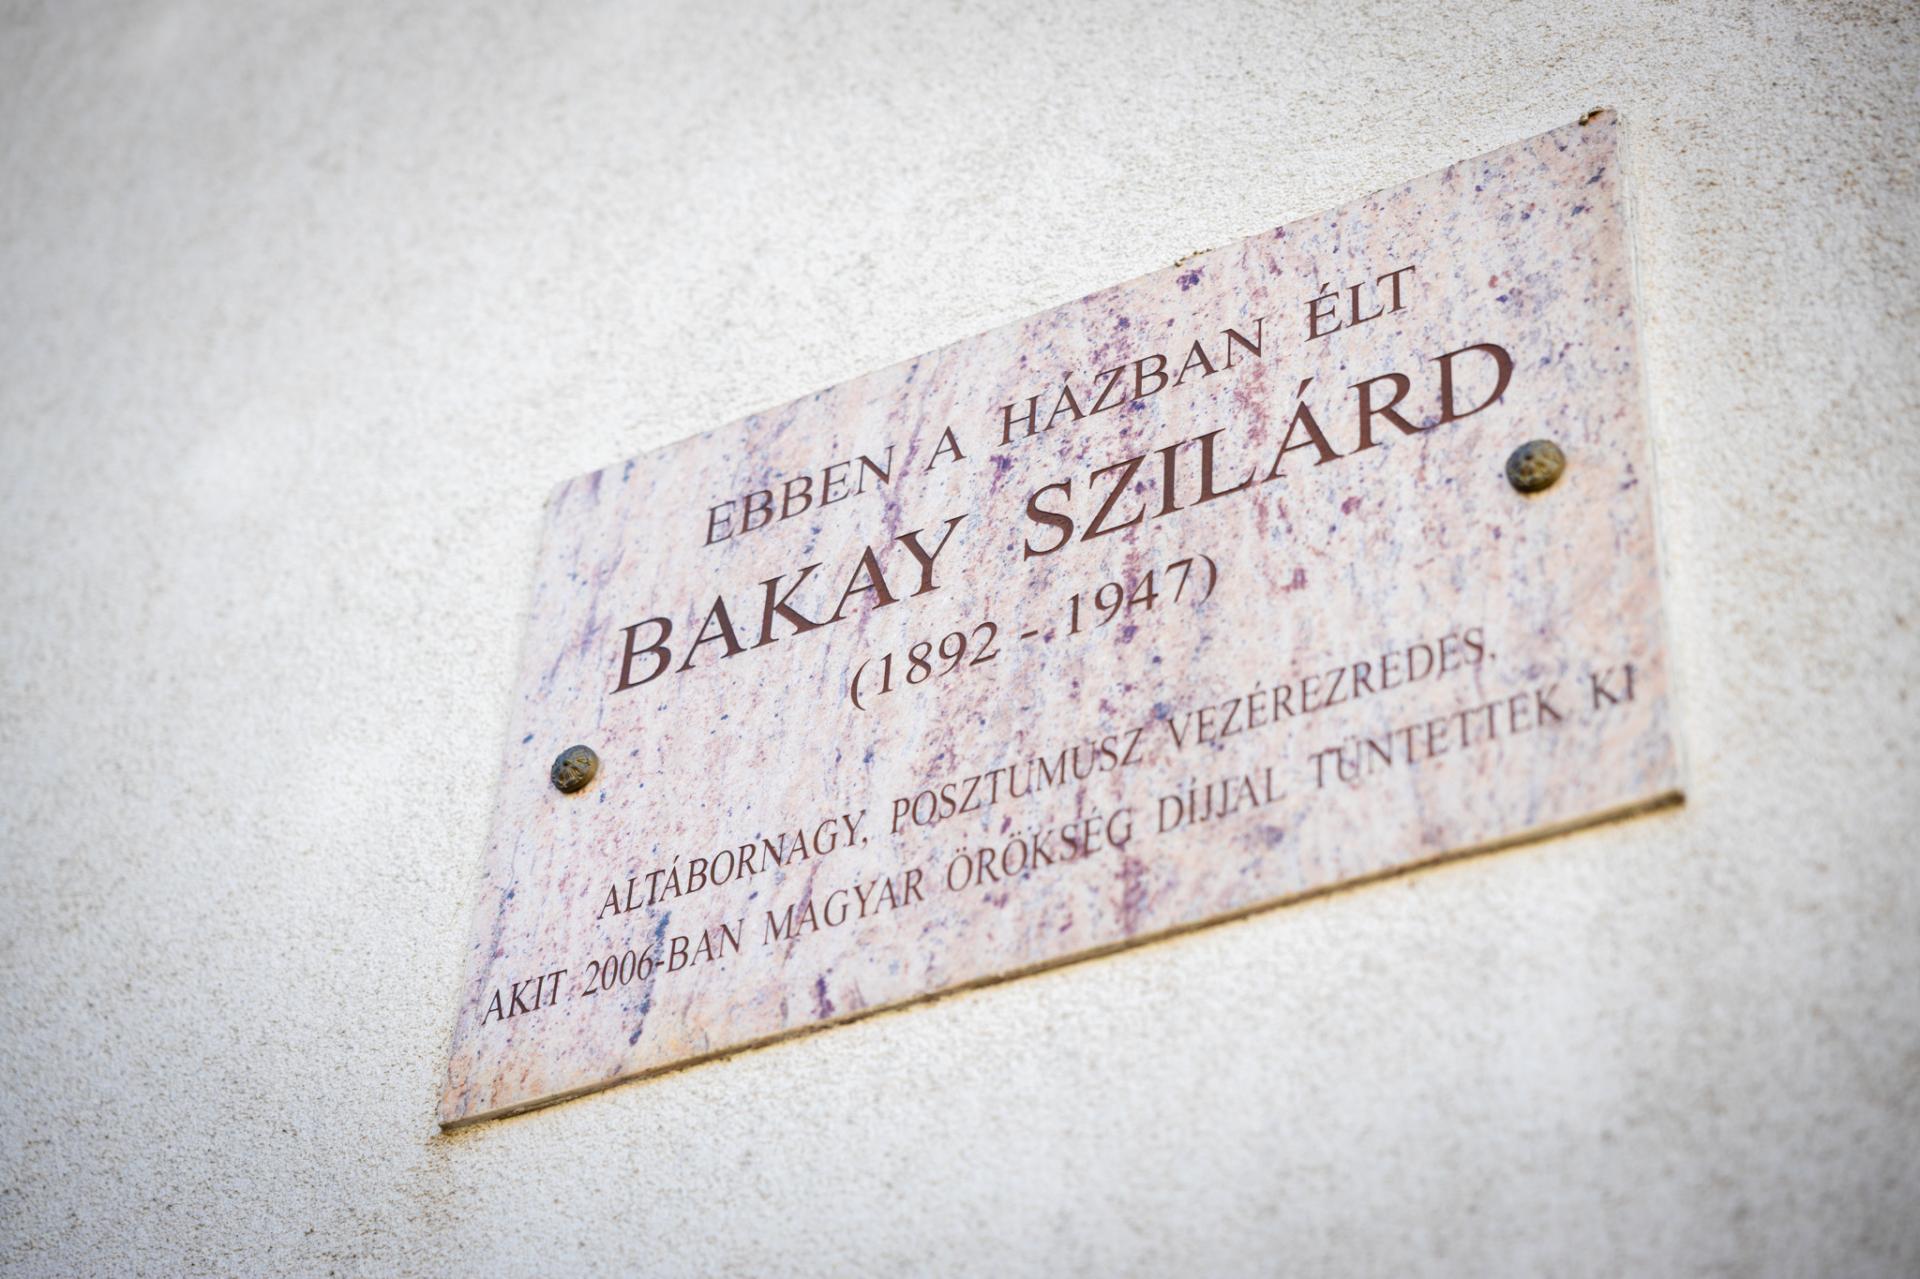 EBBEN A HÁZBAN ÉLT
BAKAY SZILÁRD
(1892 - 1947)
ALTÁBORNAGY, POSZTUMUSZ VEZÉREZREDES,
AKIT 2006-BAN MAGYAR ÖRÖKSÉG DÍJJAL TÜNTETTEK KI